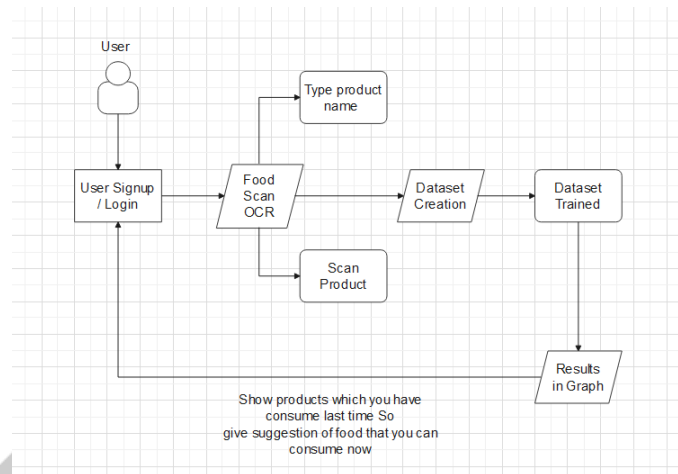 User
Type product
name
User Signup
/ Login
Food
Scan
OCR
Dataset
Creation
Dataset
Trained
Scan
Product
Results
in Graph
Show products which you have
consume last time So
give suggestion of food that you can
consume now